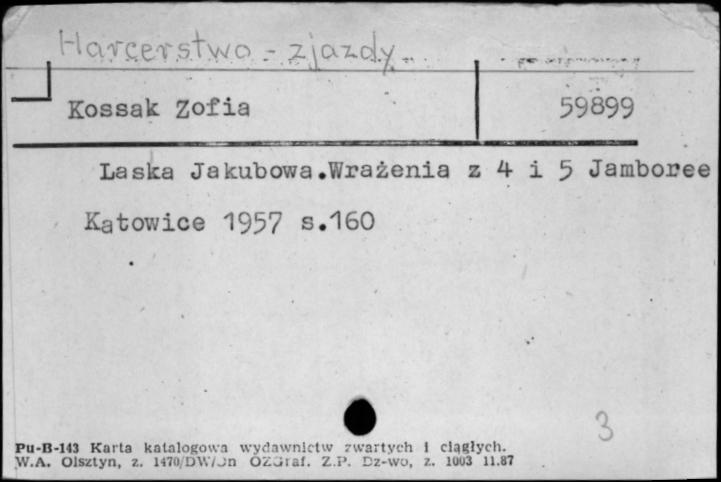 Harcerstwo - zjazdy
Kossak Zofia 59899
Laska Jakubowa.Wrażenia z 4 i 5 Jamboree
Katowice 1957 s.160
3
Pu-B-143 Karta katalogowa wydawnictw zwartych i ciągłych.
W.A. Olsztyn, z. 1470/DW/Jn OZGraf. Z.P. Dz-wo, z. 1003 11.87